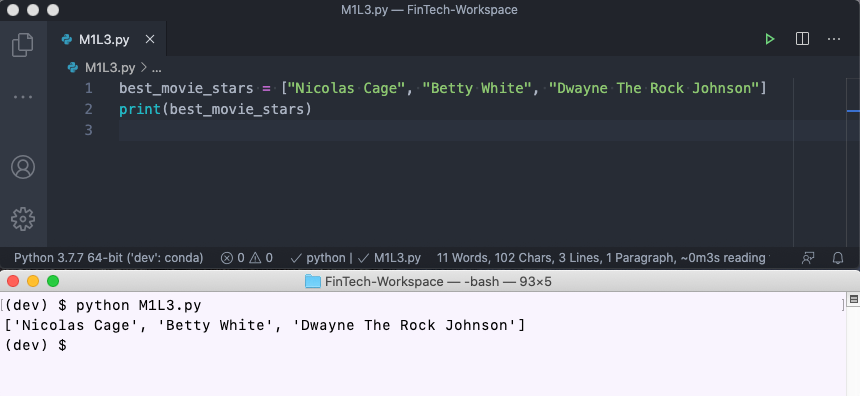 M1L3.py — FinTech-Workspace
M1L3.py
M1L3.py > ...
1 best_movie_stars = ["Nicolas Cage", "Betty White", "Dwayne The Rock Johnson"]
2 print(best_movie_stars)
3
Python 3.7.7 64-bit ('dev': conda) 0 0 python | M1L3.py 11 Words, 102 Chars, 3 Lines, 1 Paragraph, ~0m3s reading
FinTech-Workspace — -bash — 93×5
[(dev) $ python M1L3.py ]
['Nicolas Cage', 'Betty White', 'Dwayne The Rock Johnson']
(dev) $